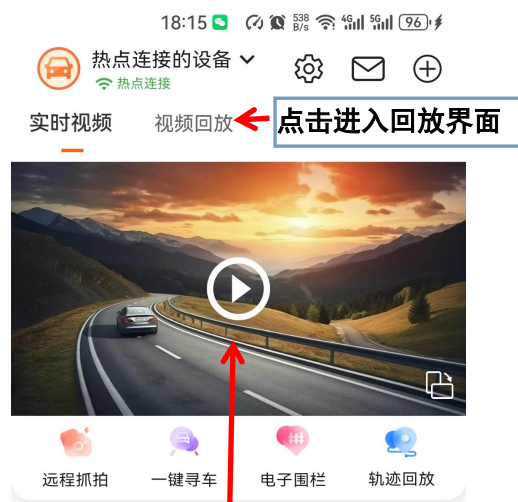 18:15 538 B/s 4G 5G 96
热点连接的设备
热点连接
实时视频 视频回放 点击进入回放界面
远程抓拍 一键寻车 电子围栏 轨迹回放